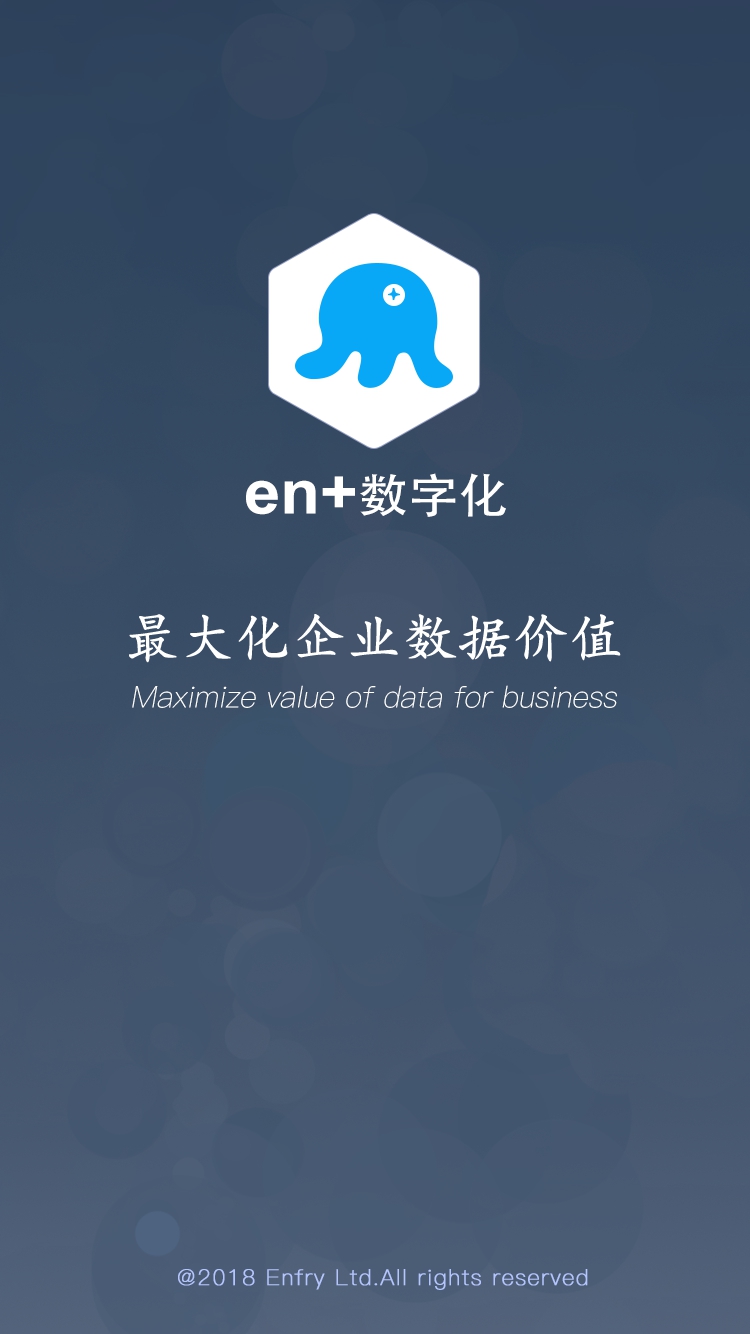 en+数字化
最大化企业数据价值
Maximize value of data for business
@2018 Enfry Ltd.All rights reserved